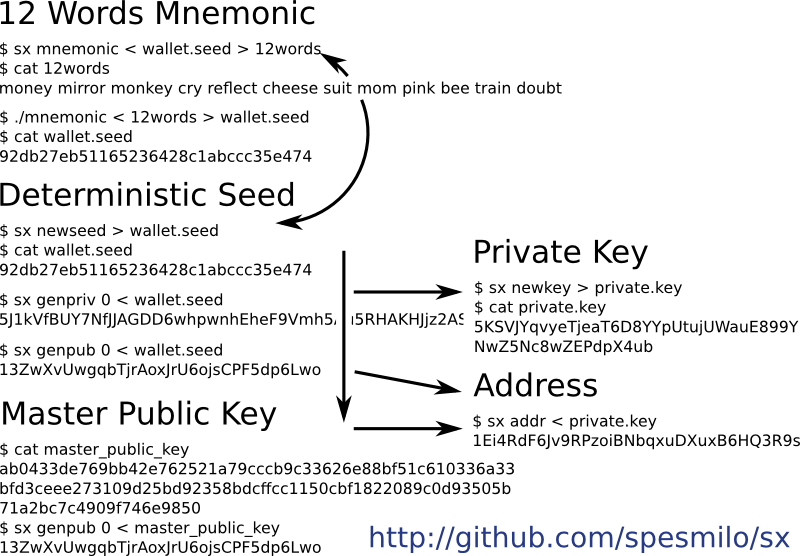 12 Words Mnemonic
$ sx mnemonic < wallet.seed > 12words
$ cat 12words
money mirror monkey cry reflect cheese suit mom pink bee train doubt
$ ./mnemonic < 12words > wallet.seed
$ cat wallet.seed
92db27eb51165236428c1abccc35e474
Deterministic Seed
$ sx newseed > wallet.seed
$ cat wallet.seed
92db27eb51165236428c1abccc35e474
$ sx genpriv 0 < wallet.seed
$ sx genpub 0 < wallet.seed
13ZwXvUwgqbTjrAoxJrU6ojsCPF5dp6Lwo
Master Public Key
$ cat master_public_key
ab0433de769bb42e762521a79cccb9c33626e88bf51c610336a33
bfd3ceee273109d25bd92358bdcffcc1150cbf1822089c0d93505b
71a2bc7c4909f746e9850
$ sx genpub 0 < master_public_key
13ZwXvUwgqbTjrAoxJrU6ojsCPF5dp6Lwo
Private Key
$ sx newkey > private.key
$ cat private.key
5KSVJYqvyeTjeaT6D8YYpUtujUWauE899Y
NwZ5Nc8wZEPdpX4ub
Address
$ sx addr < private.key
1Ei4RdF6Jv9RPzoiBNbqxuDXuxB6HQ3R9s
http://github.com/spesmilo/sx